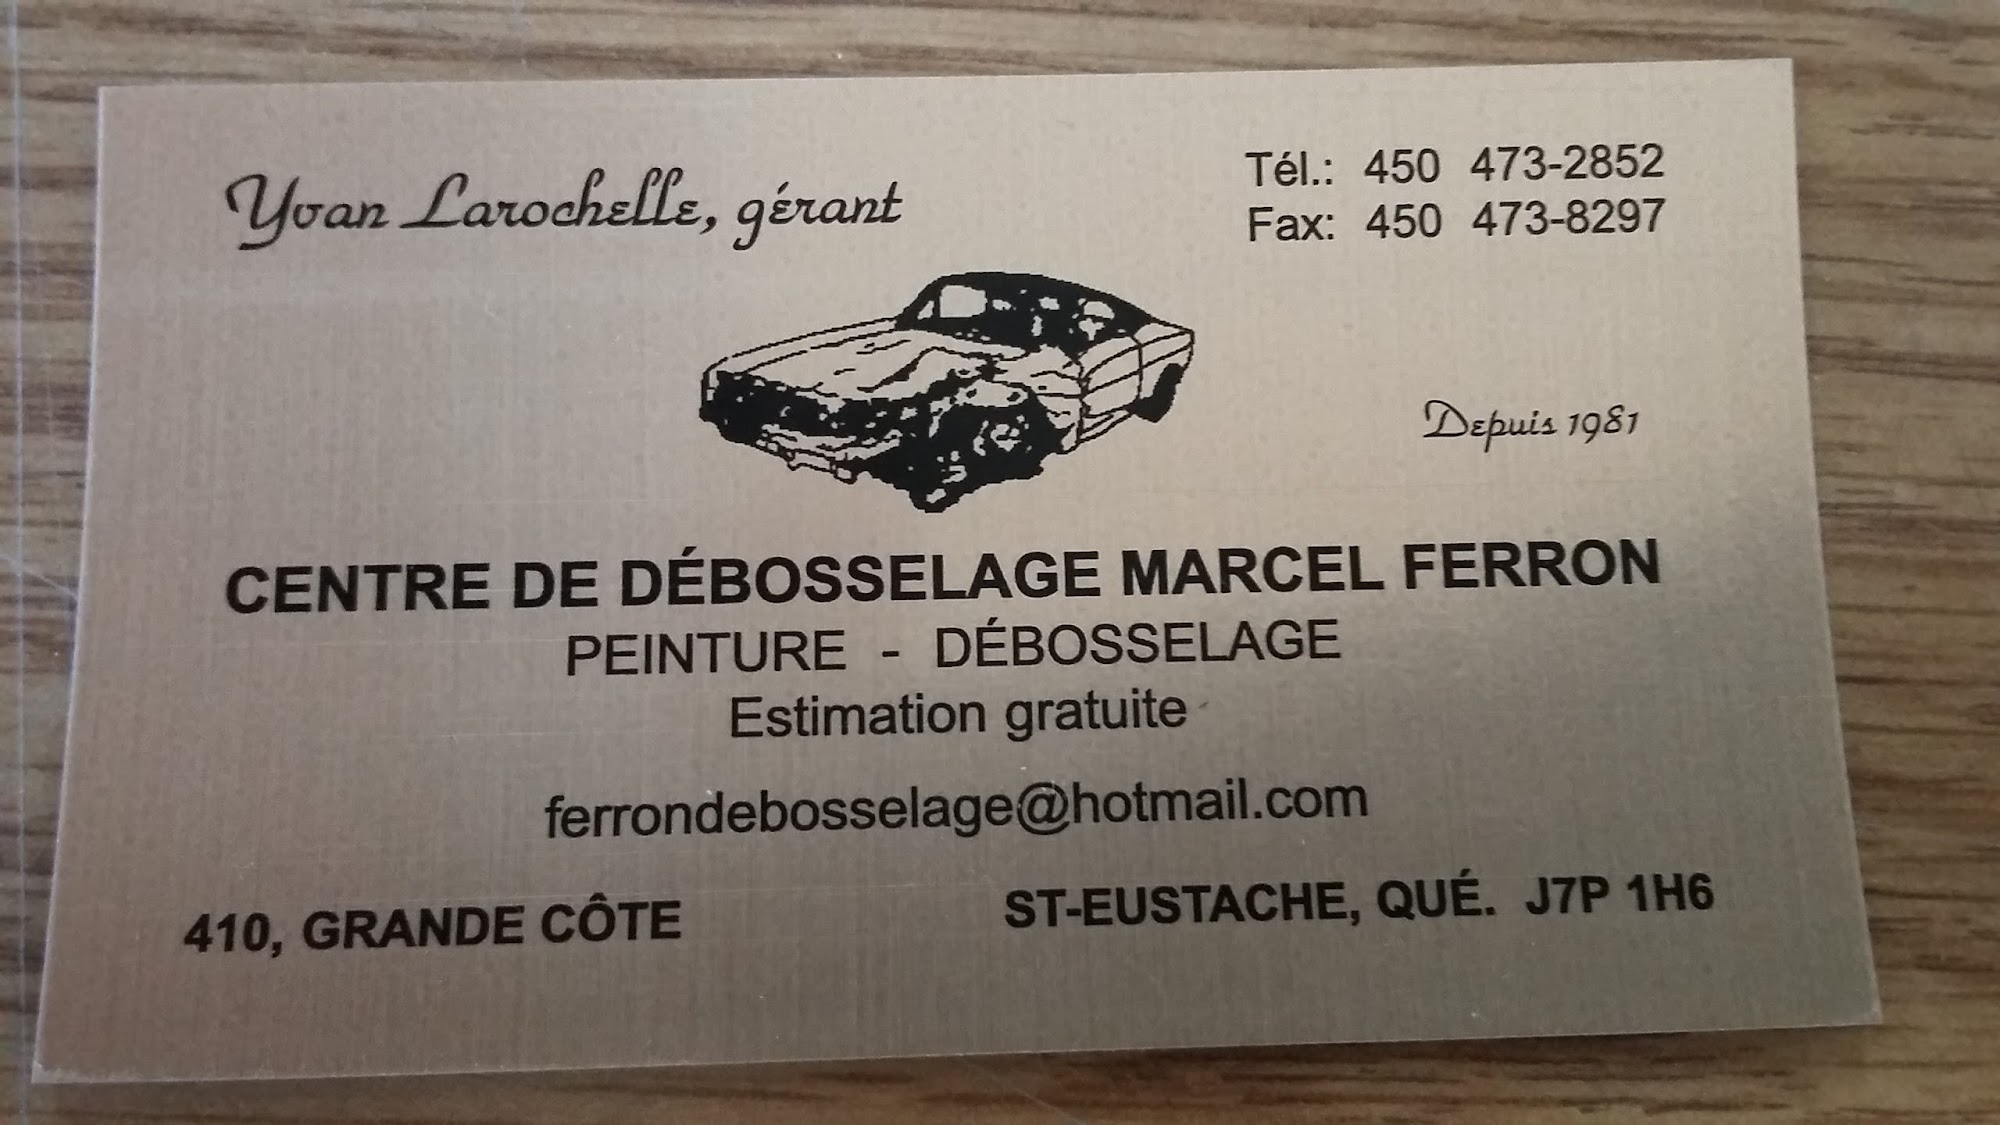 Yvan Larochelle, gérant
Tél.: 450 473-2852
Fax: 450 473-8297
Depuis 1981
CENTRE DE DÉBOSSELAGE MARCEL FERRON
PEINTURE - DÉBOSSELAGE
Estimation gratuite
ferrondebosselage@hotmail.com
410, GRANDE CÔTE
ST-EUSTACHE, QUÉ. J7P 1H6